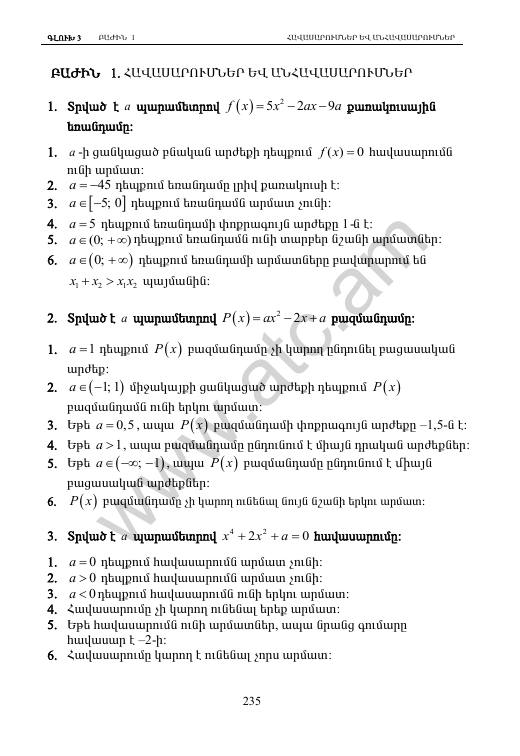 ԳԼՈՒԽ 3 ԲԱԺԻՆ 1 ՀԱՎԱՍԱՐՈՒՄՆԵՐ ԵՎ ԱՆՀԱՎԱՍԱՐՈՒՄՆԵՐ
ԲԱԺԻՆ 1. ՀԱՎԱՍԱՐՈՒՄՆԵՐ ԵՎ ԱՆՀԱՎԱՍԱՐՈՒՄՆԵՐ
1. Տրված է a պարամետրով f(x) = 5x² − 2ax − 9a քառակուսային
եռանդամը:
1. a -ի ցանկացած բնական արժեքի դեպքում f(x) = 0 հավասարումն
ունի արմատ:
2. a = −45 դեպքում եռանդամը լրիվ քառակուսի է:
3. a ∈ [−5; 0] դեպքում եռանդամն արմատ չունի:
4. a = 5 դեպքում եռանդամի փոքրագույն արժեքը 1-ն է:
5. a ∈ (0; +∞) դեպքում եռանդամն ունի տարբեր նշանի արմատներ:
6. a ∈ (0; +∞) դեպքում եռանդամի արմատները բավարարում են
x₁ + x₂ > x₁x₂ պայմանին:
2. Տրված է a պարամետրով P(x) = ax² − 2x + a բազմանդամը:
1. a = 1 դեպքում P(x) բազմանդամը չի կարող ընդունել բացասական
արժեք:
2. a ∈ (−1; 1) միջակայքի ցանկացած արժեքի դեպքում P(x)
բազմանդամն ունի երկու արմատ:
3. Եթե a = 0,5, ապա P(x) բազմանդամի փոքրագույն արժեքը −1,5-ն է:
4. Եթե a > 1, ապա բազմանդամը ընդունում է միայն դրական արժեքներ:
5. Եթե a ∈ (−∞; −1), ապա P(x) բազմանդամը ընդունում է միայն
բացասական արժեքներ:
6. P(x) բազմանդամը չի կարող ունենալ նույն նշանի երկու արմատ:
3. Տրված է a պարամետրով x⁴ + 2x² + a = 0 հավասարումը:
1. a = 0 դեպքում հավասարումն արմատ չունի:
2. a > 0 դեպքում հավասարումն արմատ չունի:
3. a < 0 դեպքում հավասարումն ունի երկու արմատ:
4. Հավասարումը չի կարող ունենալ երեք արմատ:
5. Եթե հավասարումն ունի արմատներ, ապա նրանց գումարը
հավասար է −2-ի:
6. Հավասարումը կարող է ունենալ չորս արմատ:
www.atc.am
235